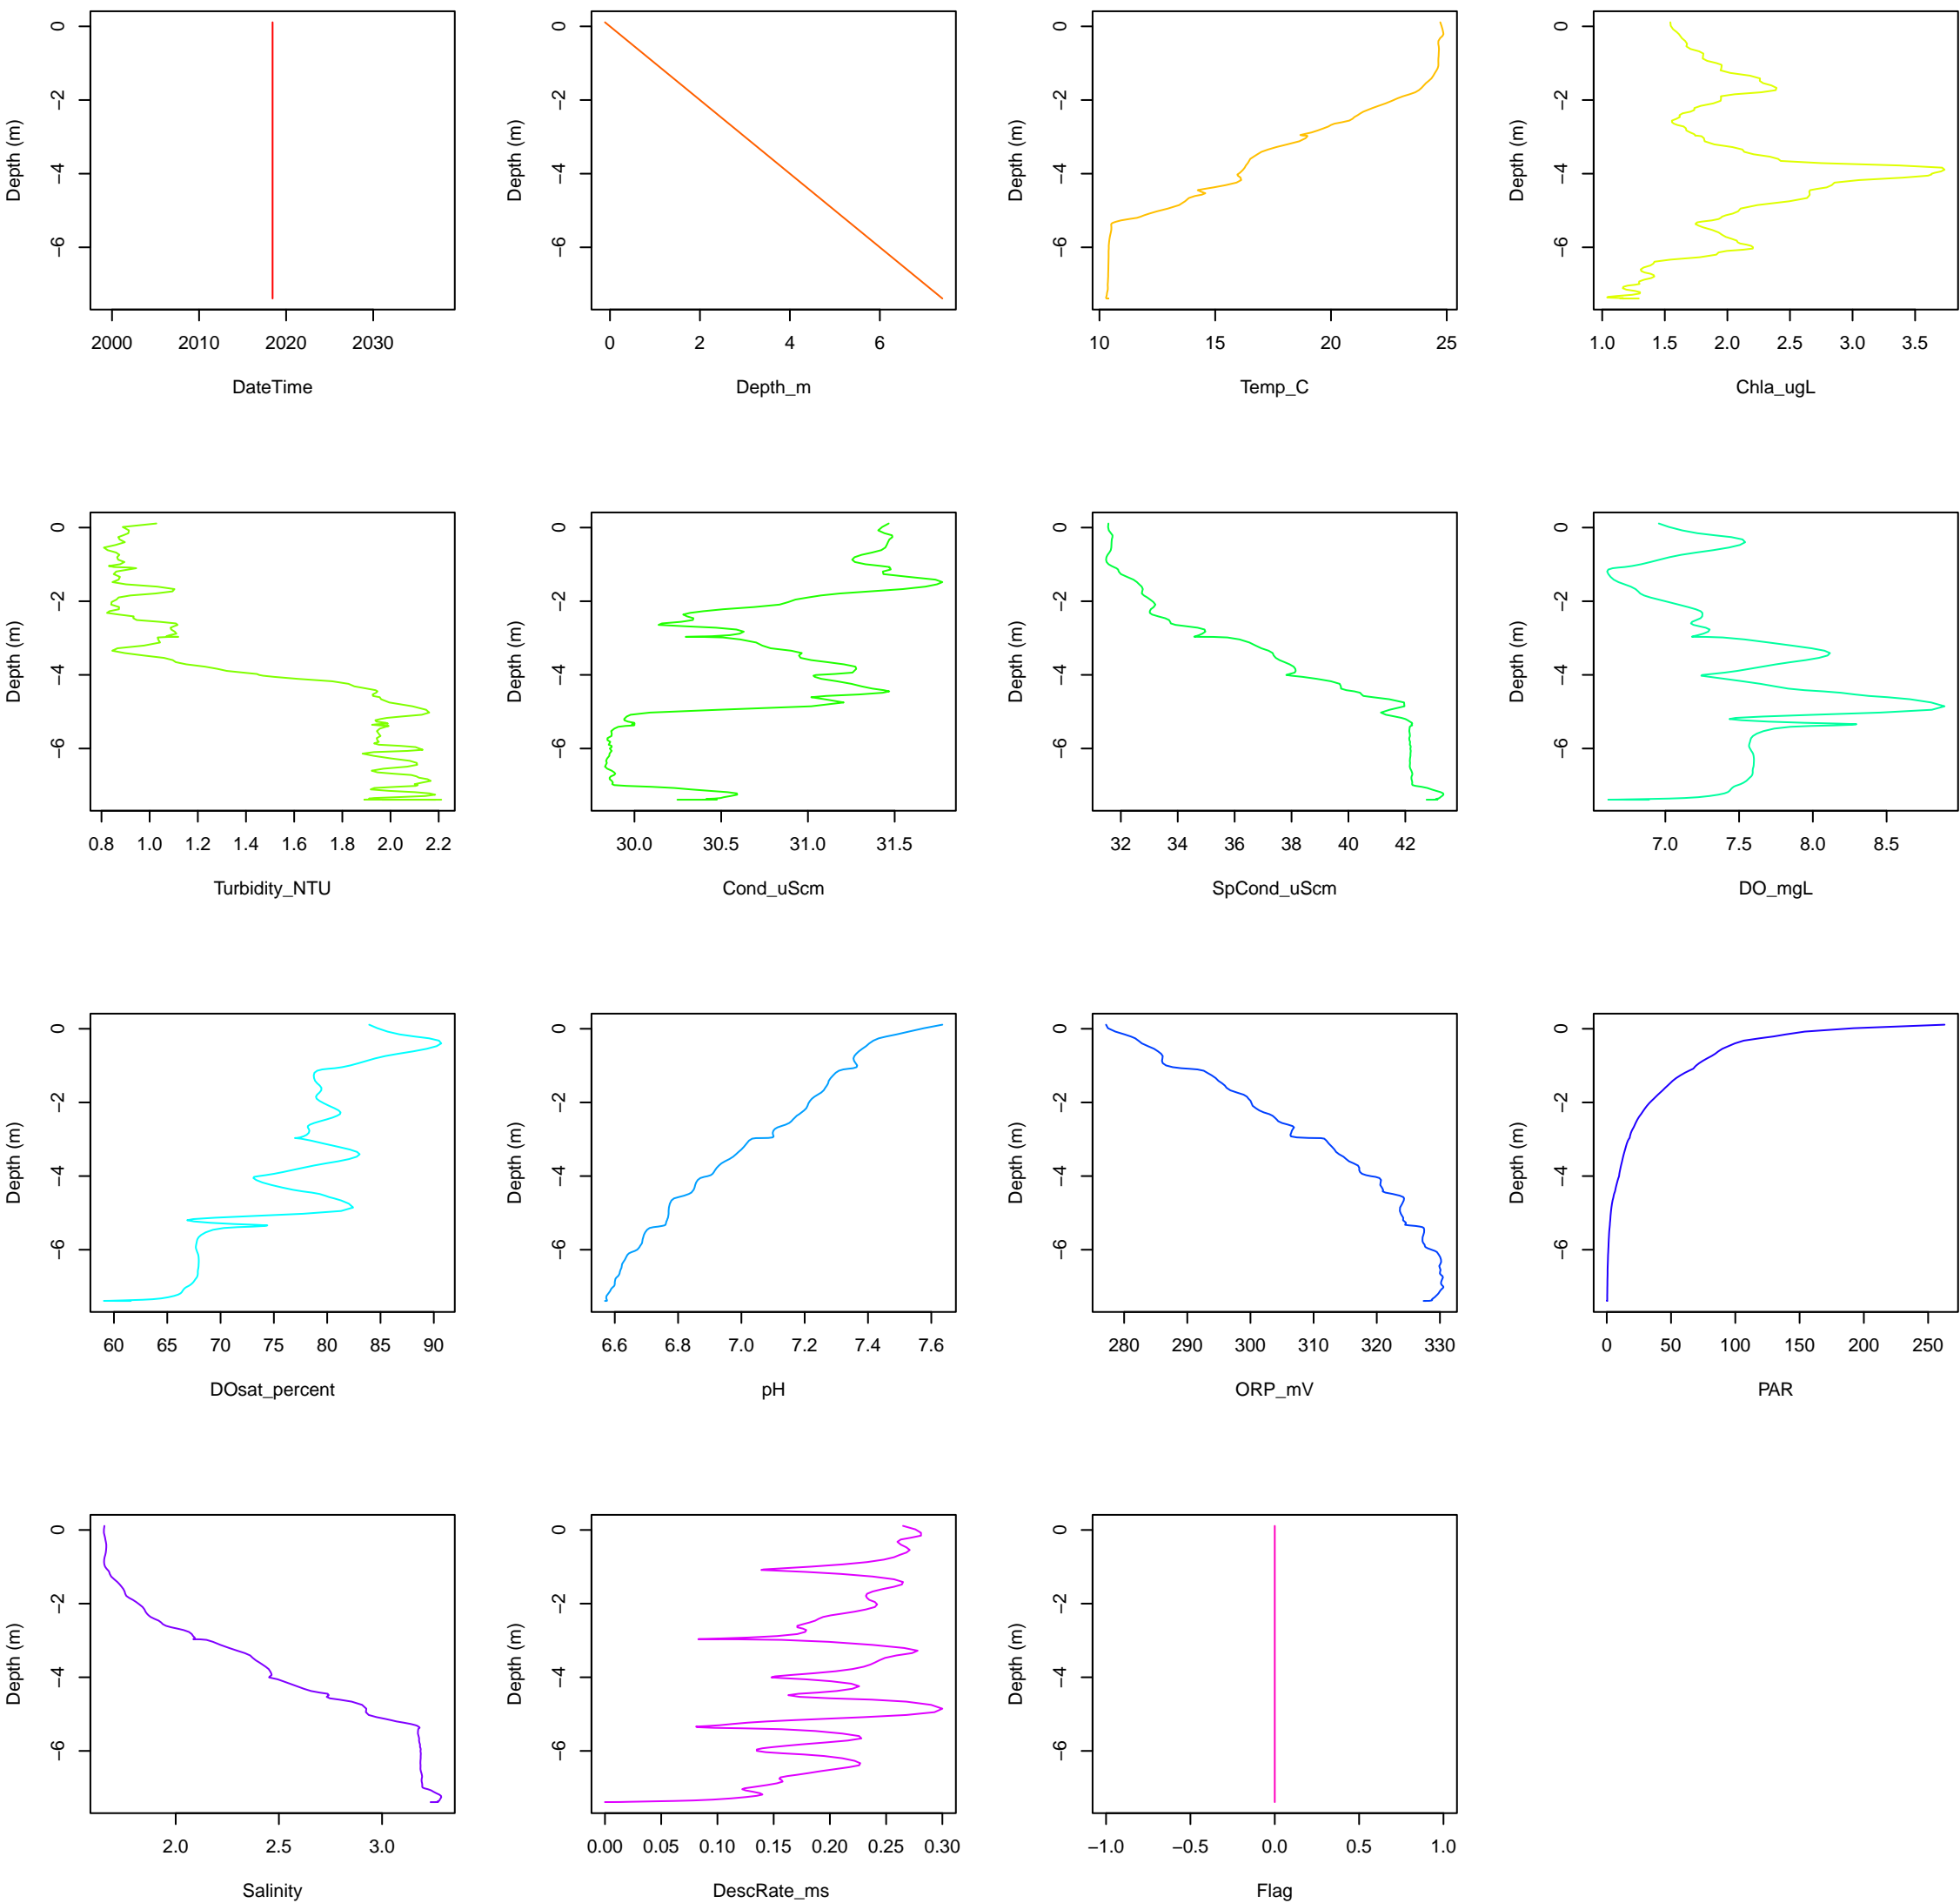 0 0 0 0
−2 −2 −2 −2
Depth (m) Depth (m) Depth (m) Depth (m)
−4 −4 −4 −4
−6 −6 −6 −6
2000 2010 2020 2030 0 2 4 6 10 15 20 25 1.0 1.5 2.0 2.5 3.0 3.5
DateTime Depth_m Temp_C Chla_ugL
0 0 0 0
−2 −2 −2 −2
Depth (m) Depth (m) Depth (m) Depth (m)
−4 −4 −4 −4
−6 −6 −6 −6
0.8 1.0 1.2 1.4 1.6 1.8 2.0 2.2 30.0 30.5 31.0 31.5 32 34 36 38 40 42 7.0 7.5 8.0 8.5
Turbidity_NTU Cond_uScm SpCond_uScm DO_mgL
0 0 0 0
−2 −2 −2 −2
Depth (m) Depth (m) Depth (m) Depth (m)
−4 −4 −4 −4
−6 −6 −6 −6
60 65 70 75 80 85 90 6.6 6.8 7.0 7.2 7.4 7.6 280 290 300 310 320 330 0 50 100 150 200 250
DOsat_percent pH ORP_mV PAR
0 0 0
−2 −2 −2
Depth (m) Depth (m) Depth (m)
−4 −4 −4
−6 −6 −6
2.0 2.5 3.0 0.00 0.05 0.10 0.15 0.20 0.25 0.30 −1.0 −0.5 0.0 0.5 1.0
Salinity DescRate_ms Flag